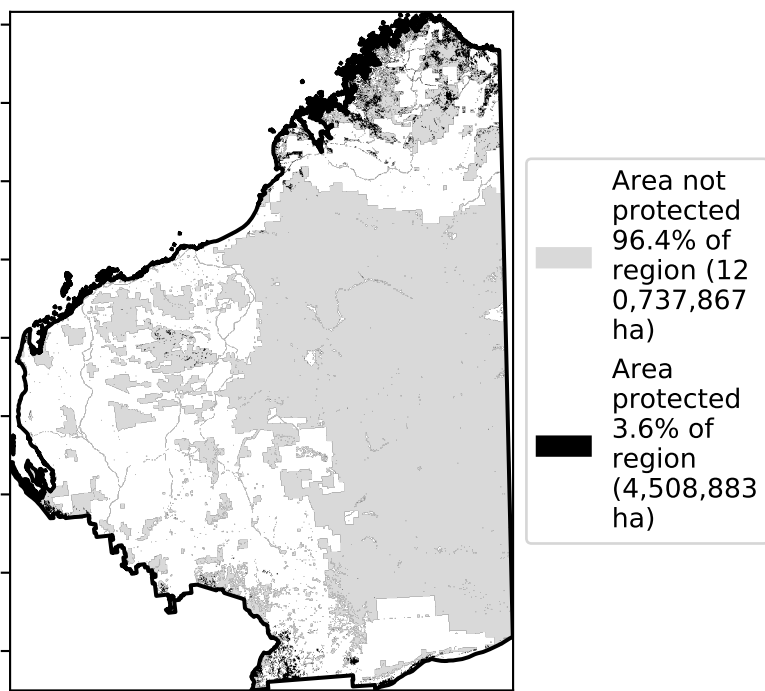 Area not
protected
96.4% of
region (12
0,737,867
ha)
Area
protected
3.6% of
region
(4,508,883
ha)